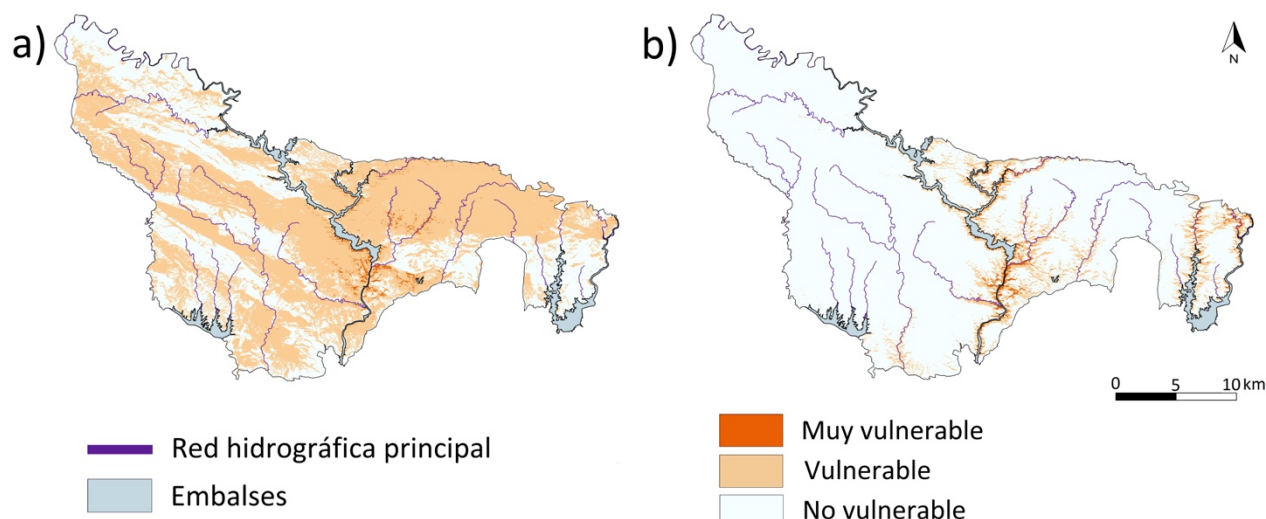 a)
b)
N
0 5 10 km
Red hidrográfica principal
Embalses
Muy vulnerable
Vulnerable
No vulnerable